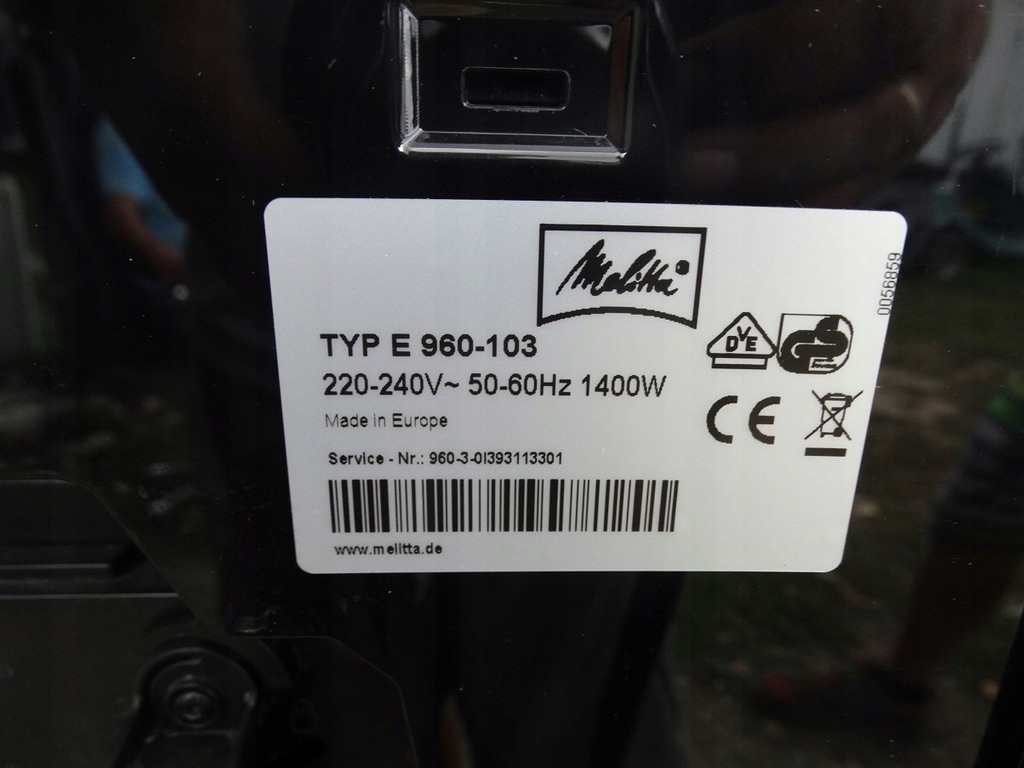 Melitta®
TYP E 960-103
220-240V~ 50-60Hz 1400W
Made in Europe
Service - Nr.: 960-3-0I393113301
www.melitta.de
DVE
CE
0056859